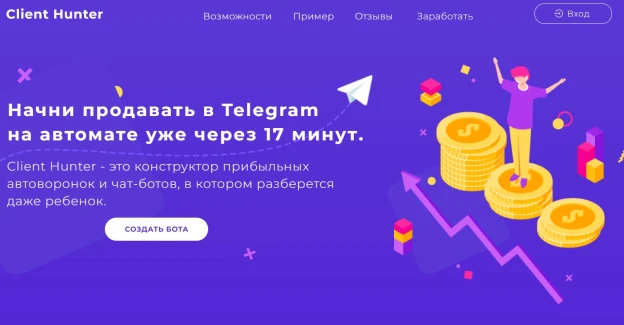 Client Hunter
Возможности
Пример
Отзывы
Заработать
Вход
Начни продавать в Telegram
на автомате уже через 17 минут.
Client Hunter - это конструктор прибыльных
автоворонок и чат-ботов, в котором разберется
даже ребенок.
СОЗДАТЬ БОТА